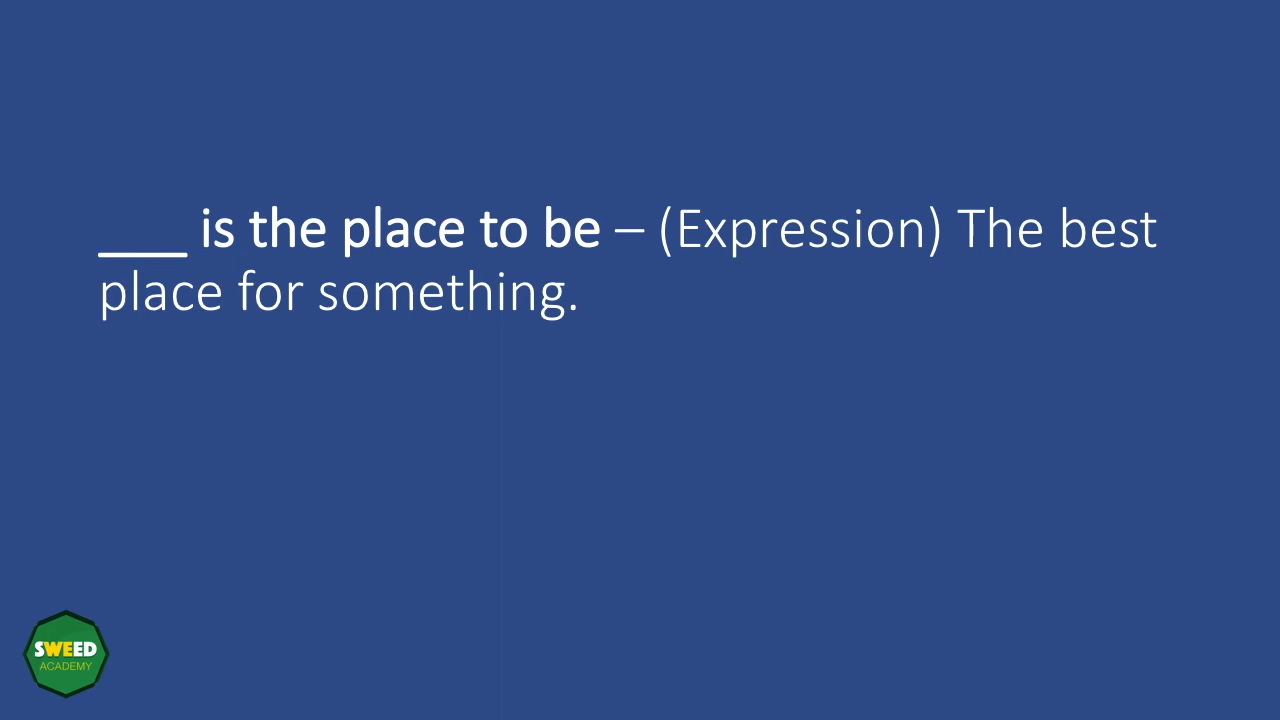 ___ is the place to be – (Expression) The best
place for something.
SWEED
ACADEMY